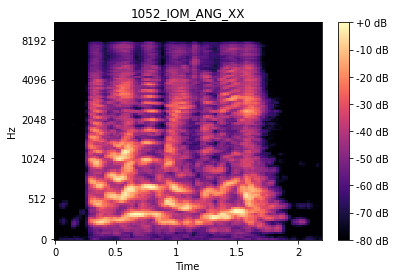 1052_IOM_ANG_XX
+0 dB
8192
-10 dB
4096
-20 dB
-30 dB
2048
Hz
-40 dB
1024
-50 dB
512
-60 dB
-70 dB
0
-80 dB
0 0.5 1 1.5 2
Time